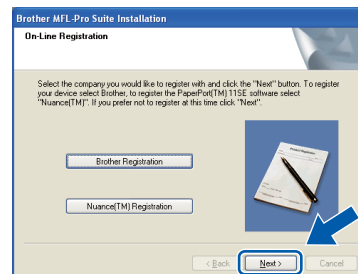 Brother MFL-Pro Suite Installation
On-Line Registration
Select the company you would like to register with and click the "Next" button. To register
your device select Brother, to register the PaperPort(TM) 11SE software select
"Nuance(TM)". If you prefer not to register at this time click "Next".
Product Registration
Brother Registration
Nuance(TM) Registration
< Back
Next >
Cancel